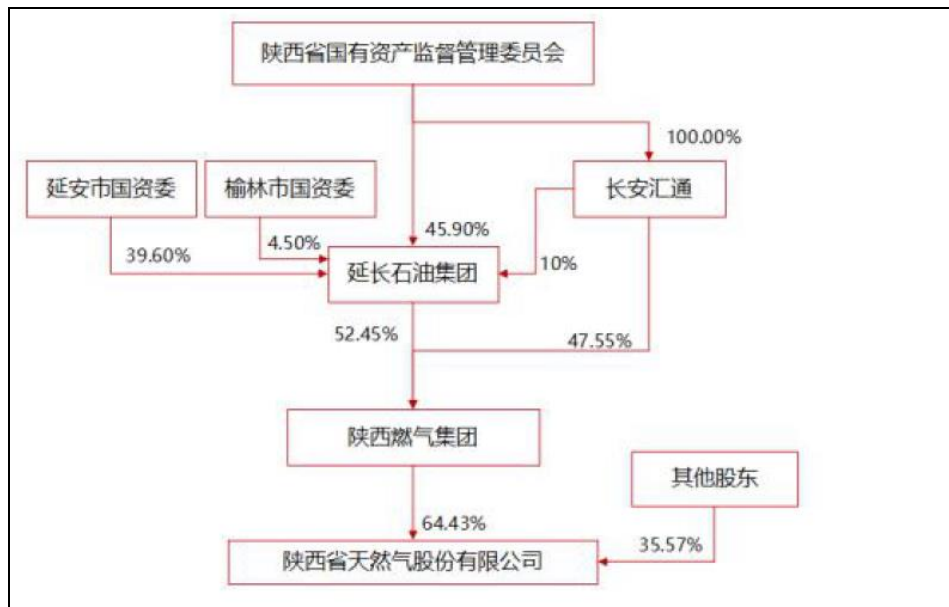 陕西省国有资产监督管理委员会
100.00%
延安市国资委
榆林市国资委
长安汇通
39.60%
4.50%
45.90%
10%
延长石油集团
52.45%
47.55%
陕西燃气集团
其他股东
64.43%
35.57%
陕西省天然气股份有限公司